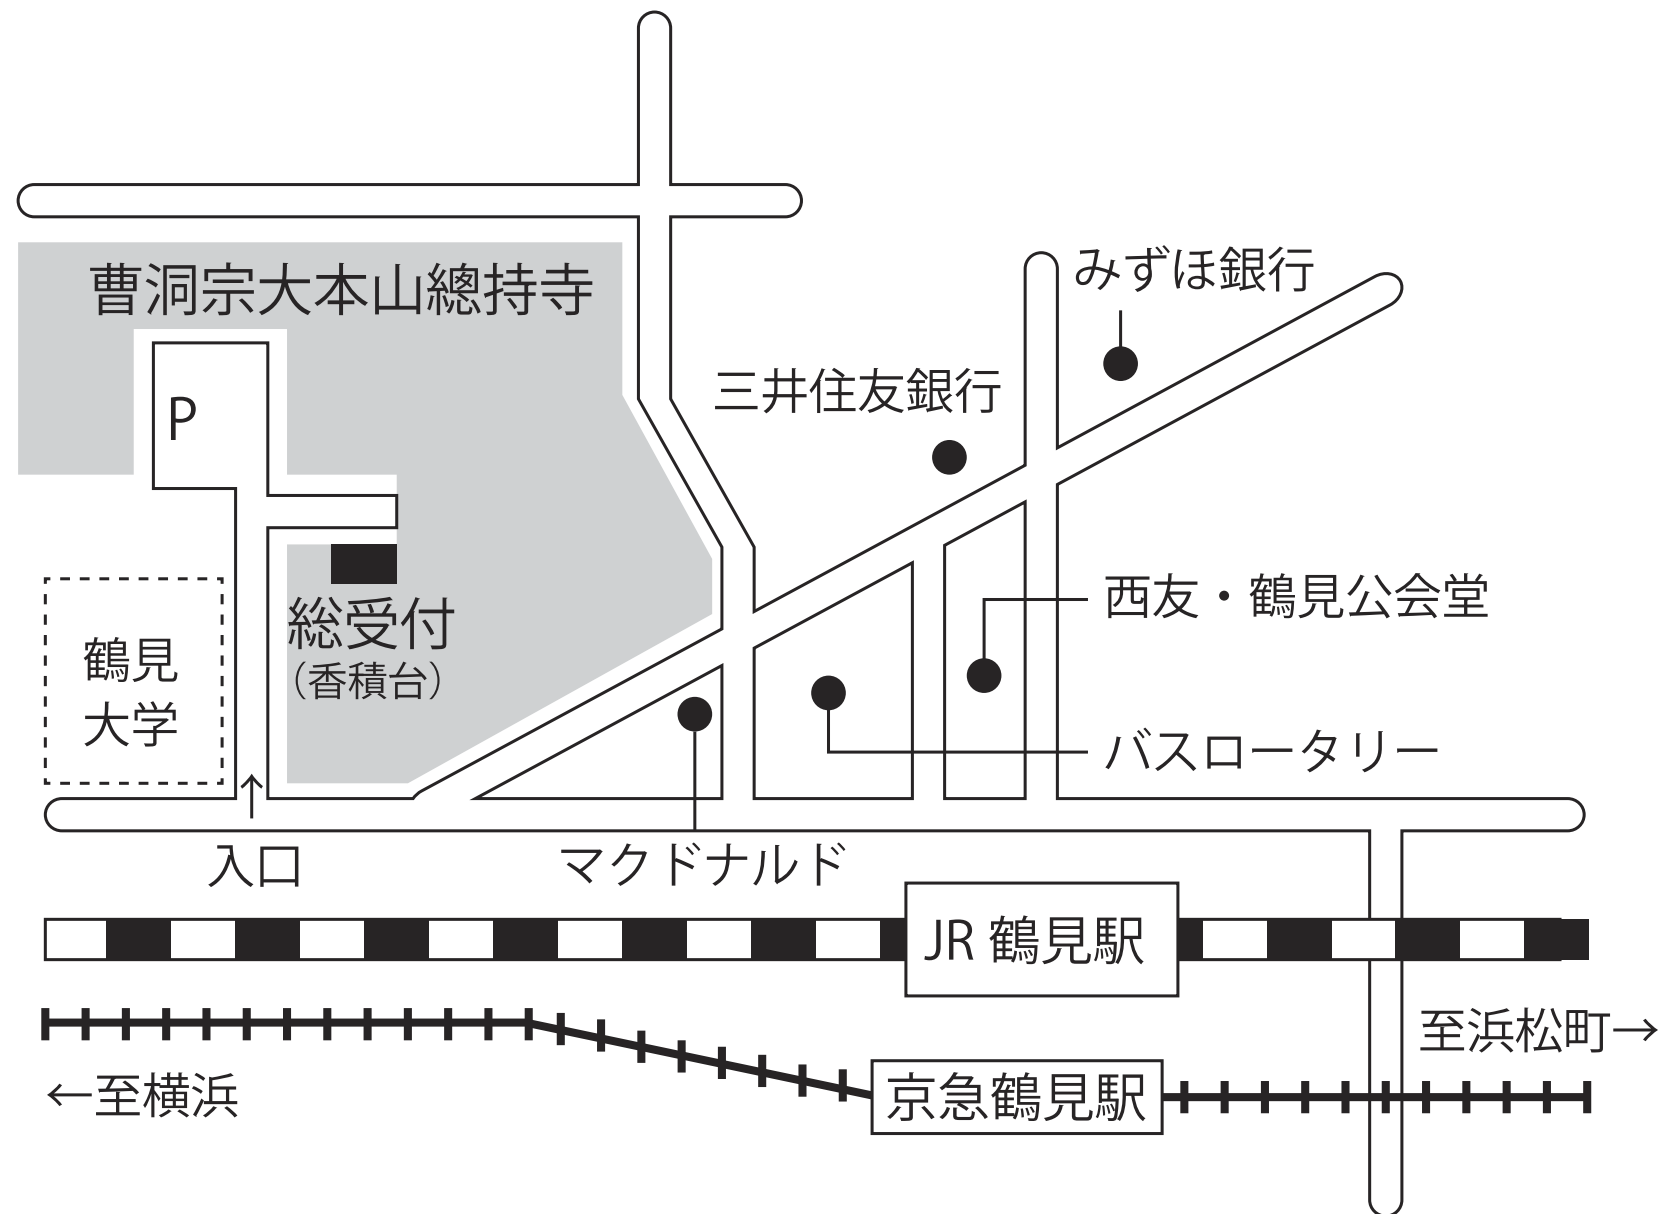 みずほ銀行
曹洞宗大本山總持寺
三井住友銀行
P
西友・鶴見公会堂
総受付
（香積台）
鶴見
大学
バスロータリー
入口
マクドナルド
JR 鶴見駅
至浜松町→
←至横浜
京急鶴見駅